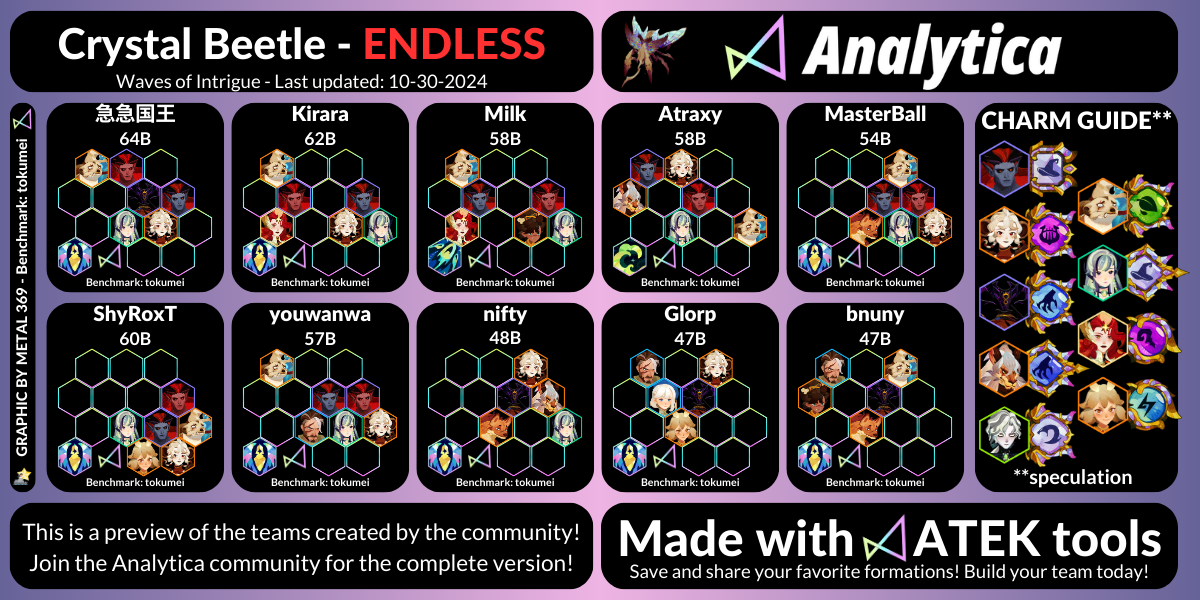 Crystal Beetle - ENDLESS
Waves of Intrigue - Last updated: 10-30-2024
Analytica
GRAPHIC BY METAL 369 - Benchmark: tokumei
急急国王
64B
Benchmark: tokumei
Kirara
62B
Benchmark: tokumei
Milk
58B
Benchmark: tokumei
Atraxy
58B
Benchmark: tokumei
MasterBall
54B
Benchmark: tokumei
ShyRoxT
60B
Benchmark: tokumei
youwanwa
57B
Benchmark: tokumei
nifty
48B
Benchmark: tokumei
Glorp
47B
Benchmark: tokumei
bnuny
47B
Benchmark: tokumei
CHARM GUIDE**
**speculation
This is a preview of the teams created by the community!
Join the Analytica community for the complete version!
Made with ATEK tools
Save and share your favorite formations! Build your team today!